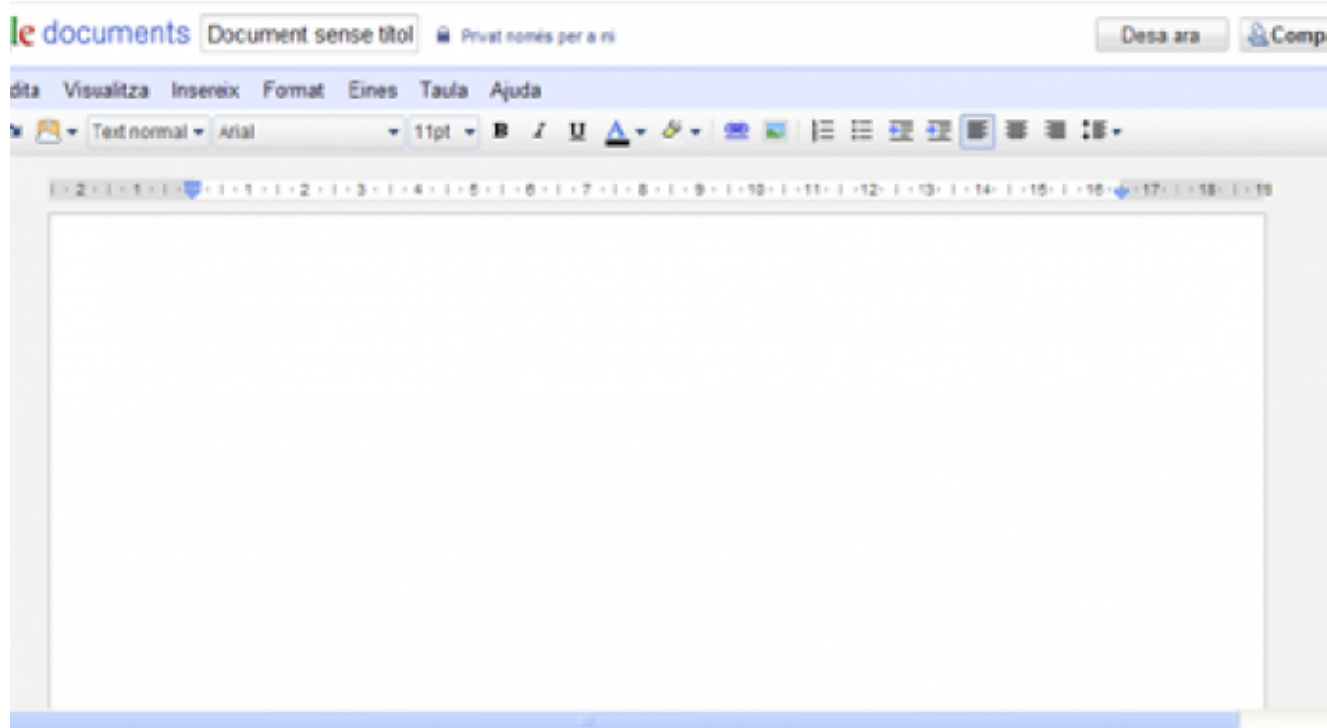 le documents Document sense títol Privat només per a mi Desa ara Comp
dita Visualitza Insereix Format Eines Taula Ajuda
Text normal Arial 11pt B I U A
2 1 1 2 3 4 5 6 7 8 9 10 11 12 13 14 15 16 17 18 19